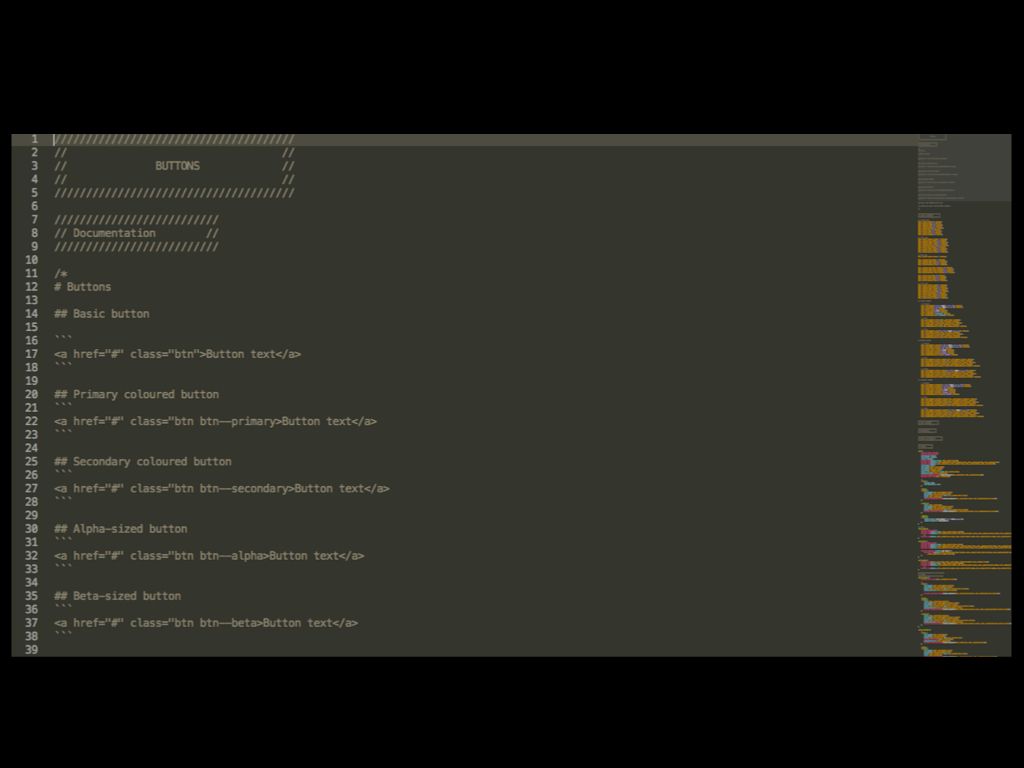 1 //////////////////////////////////////
2 // //
3 // BUTTONS //
4 // //
5 //////////////////////////////////////
6
7 //////////////////////////
8 // Documentation //
9 //////////////////////////
10
11 /*
12 # Buttons
13
14 ## Basic button
15
16 ```
17 <a href="#" class="btn">Button text</a>
18 ```
19
20 ## Primary coloured button
21 ```
22 <a href="#" class="btn btn--primary>Button text</a>
23 ```
24
25 ## Secondary coloured button
26 ```
27 <a href="#" class="btn btn--secondary>Button text</a>
28 ```
29
30 ## Alpha-sized button
31 ```
32 <a href="#" class="btn btn--alpha>Button text</a>
33 ```
34
35 ## Beta-sized button
36 ```
37 <a href="#" class="btn btn--beta>Button text</a>
38 ```
39